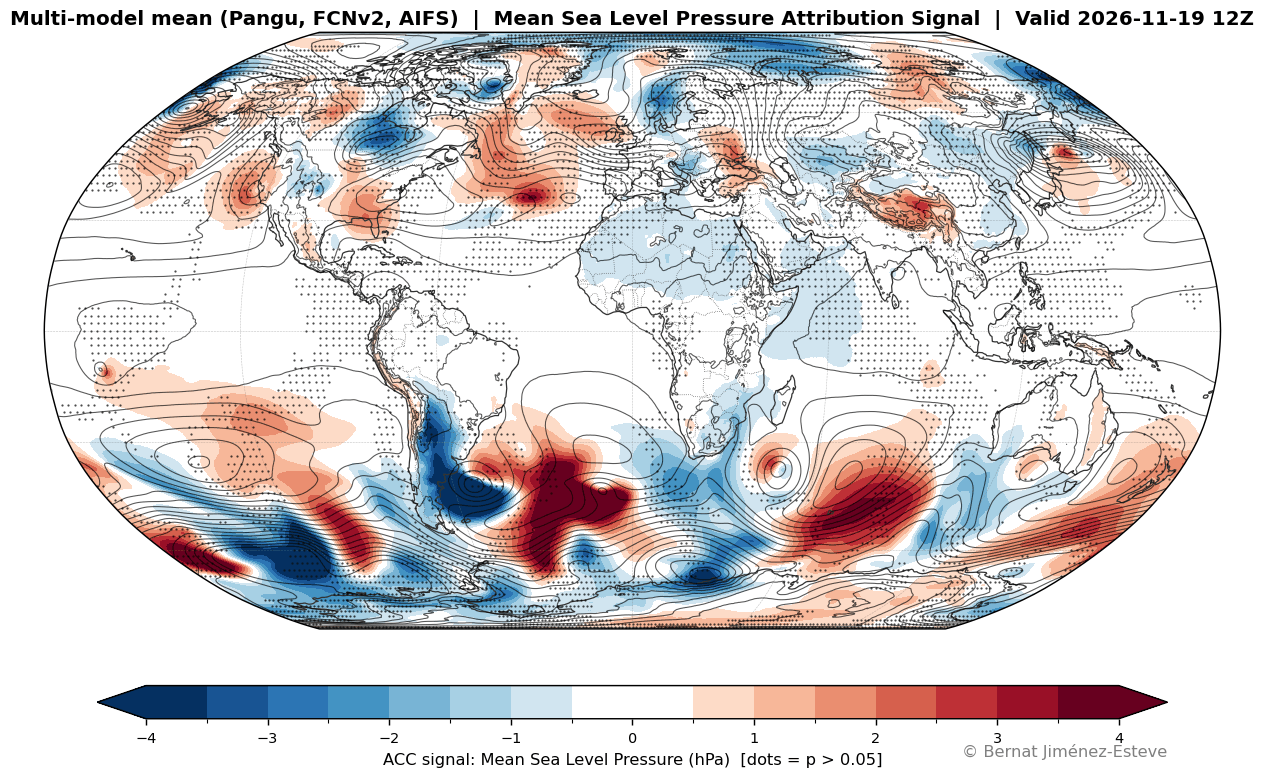 Multi-model mean (Pangu, FCNv2, AIFS)  |  Mean Sea Level Pressure Attribution Signal  |  Valid 2026-11-19 12Z
−4 −3 −2 −1 0 1 2 3 4
ACC signal: Mean Sea Level Pressure (hPa)  [dots = p > 0.05]
© Bernat Jiménez-Esteve